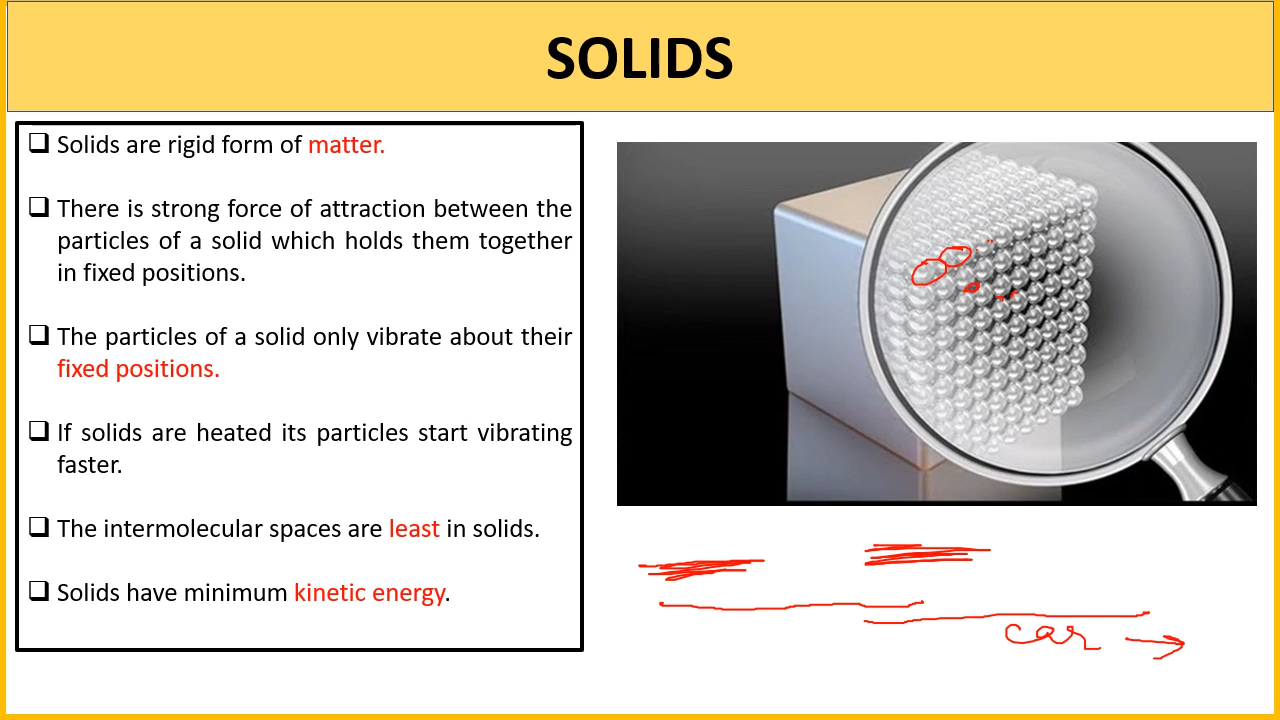 SOLIDS
❑ Solids are rigid form of matter.
❑ There is strong force of attraction between the
particles of a solid which holds them together
in fixed positions.
❑ The particles of a solid only vibrate about their
fixed positions.
❑ If solids are heated its particles start vibrating
faster.
❑ The intermolecular spaces are least in solids.
❑ Solids have minimum kinetic energy.
car →